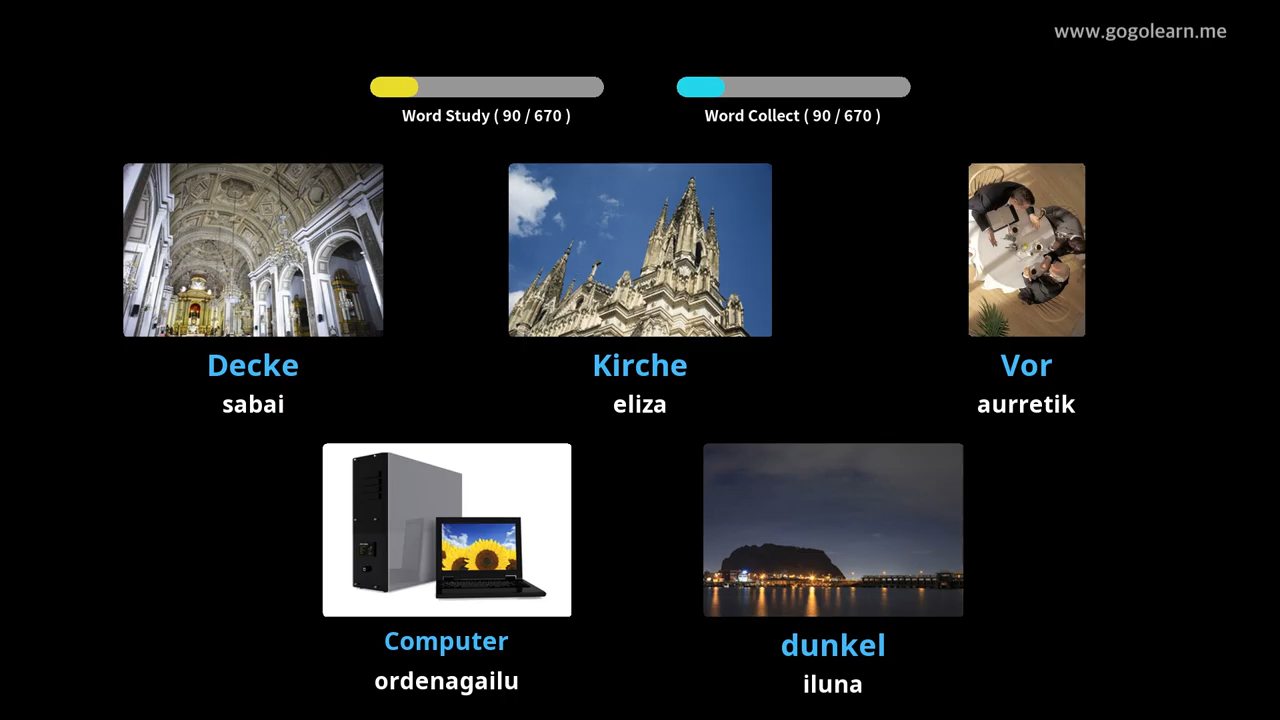 www.gogolearn.me
Word Study ( 90 / 670 )
Word Collect ( 90 / 670 )
Decke
sabai
Kirche
eliza
Vor
aurretik
Computer
ordenagailu
dunkel
iluna